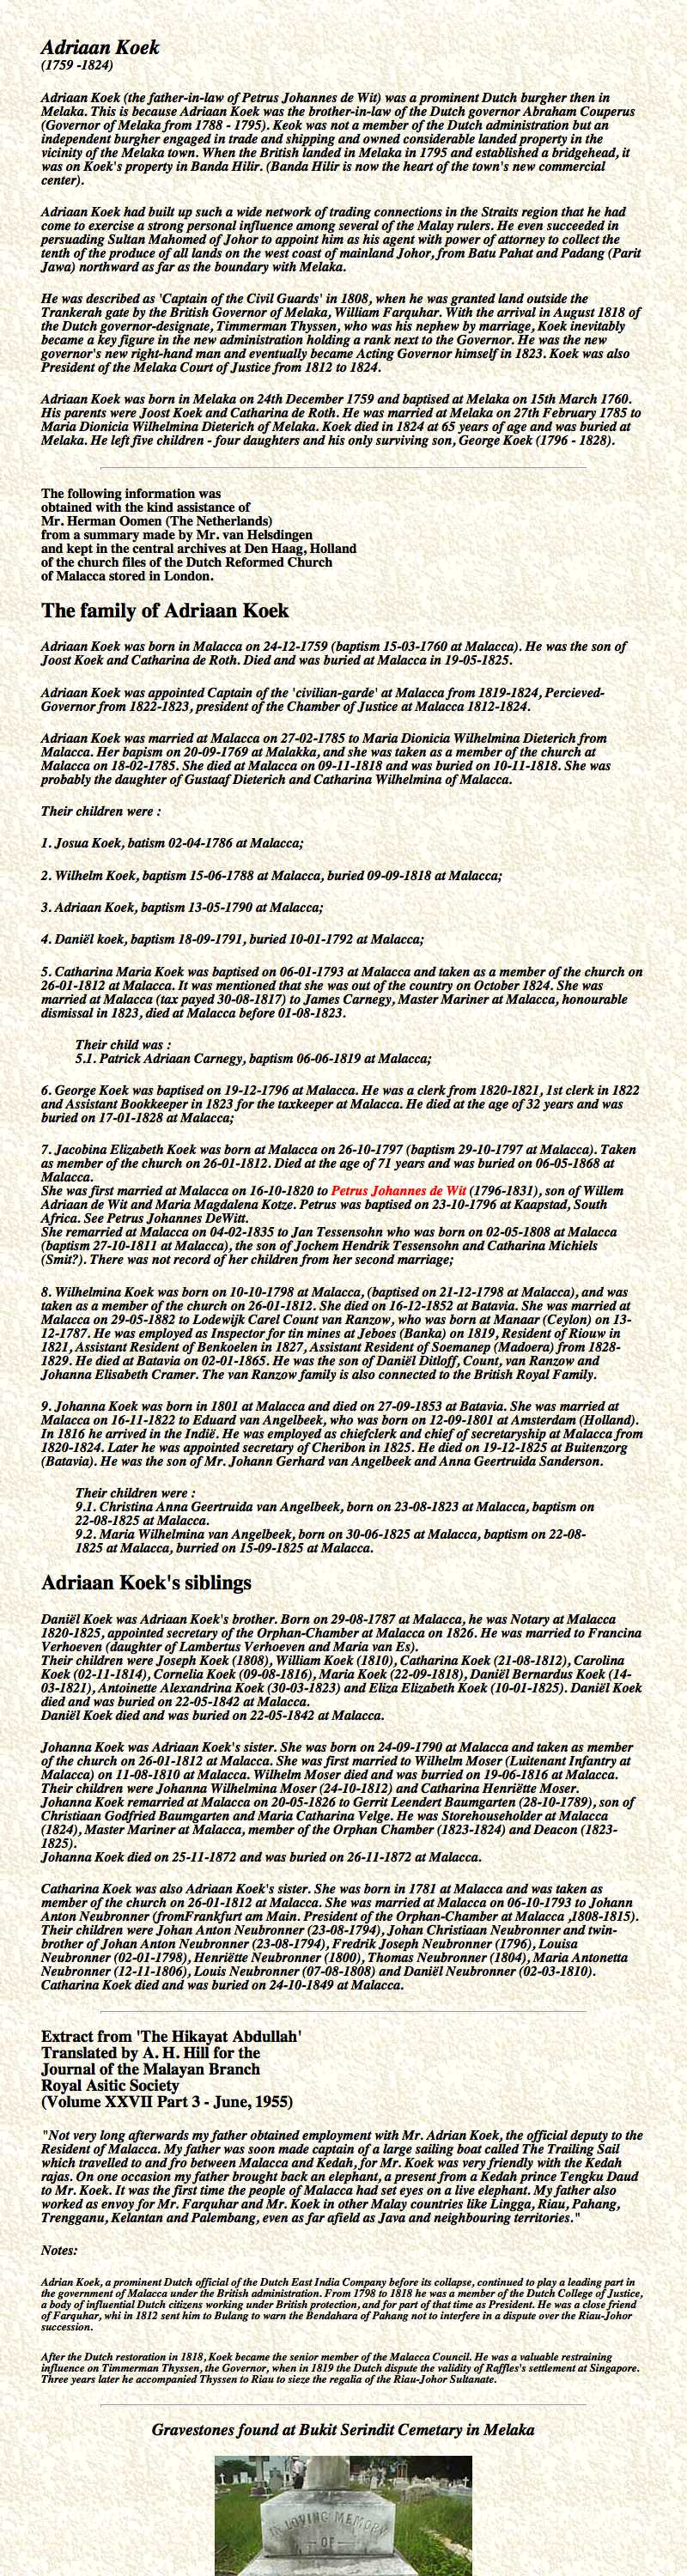 Adriaan Koek
(1759 -1824)
Adriaan Koek (the father-in-law of Petrus Johannes de Wit) was a prominent Dutch burgher then in
Melaka. This is because Adriaan Koek was the brother-in-law of the Dutch governor Abraham Couperus
(Governor of Melaka from 1788 - 1795). Keok was not a member of the Dutch administration but an
independent burgher engaged in trade and shipping and owned considerable landed property in the
vicinity of the Melaka town. When the British landed in Melaka in 1795 and established a bridgehead, it
was on Koek's property in Banda Hilir. (Banda Hilir is now the heart of the town's new commercial
center).
Adriaan Koek had built up such a wide network of trading connections in the Straits region that he had
come to exercise a strong personal influence among several of the Malay rulers. He even succeeded in
persuading Sultan Mahomed of Johor to appoint him as his agent with power of attorney to collect the
tenth of the produce of all lands on the west coast of mainland Johor, from Batu Pahat and Padang (Parit
Jawa) northward as far as the boundary with Melaka.
He was described as 'Captain of the Civil Guards' in 1808, when he was granted land outside the
Trankerah gate by the British Governor of Melaka, William Farquhar. With the arrival in August 1818 of
the Dutch governor-designate, Timmerman Thyssen, who was his nephew by marriage, Koek inevitably
became a key figure in the new administration holding a rank next to the Governor. He was the new
governor's new right-hand man and eventually became Acting Governor himself in 1823. Koek was also
President of the Melaka Court of Justice from 1812 to 1824.
Adriaan Koek was born in Melaka on 24th December 1759 and baptised at Melaka on 15th March 1760.
His parents were Joost Koek and Catharina de Roth. He was married at Melaka on 27th February 1785 to
Maria Dionicia Wilhelmina Dieterich of Melaka. Koek died in 1824 at 65 years of age and was buried at
Melaka. He left five children - four daughters and his only surviving son, George Koek (1796 - 1828).
The following information was
obtained with the kind assistance of
Mr. Herman Oomen (The Netherlands)
from a summary made by Mr. van Helsdingen
and kept in the central archives at Den Haag, Holland
of the church files of the Dutch Reformed Church
of Malacca stored in London.
The family of Adriaan Koek
Adriaan Koek was born in Malacca on 24-12-1759 (baptism 15-03-1760 at Malacca). He was the son of
Joost Koek and Catharina de Roth. Died and was buried at Malacca in 19-05-1825.
Adriaan Koek was appointed Captain of the 'civilian-garde' at Malacca from 1819-1824, Percieved-
Governor from 1822-1823, president of the Chamber of Justice at Malacca 1812-1824.
Adriaan Koek was married at Malacca on 27-02-1785 to Maria Dionicia Wilhelmina Dieterich from
Malacca. Her bapism on 20-09-1769 at Malakka, and she was taken as a member of the church at
Malacca on 18-02-1785. She died at Malacca on 09-11-1818 and was buried on 10-11-1818. She was
probably the daughter of Gustaaf Dieterich and Catharina Wilhelmina of Malacca.
Their children were :
1. Josua Koek, batism 02-04-1786 at Malacca;
2. Wilhelm Koek, baptism 15-06-1788 at Malacca, buried 09-09-1818 at Malacca;
3. Adriaan Koek, baptism 13-05-1790 at Malacca;
4. Daniël koek, baptism 18-09-1791, buried 10-01-1792 at Malacca;
5. Catharina Maria Koek was baptised on 06-01-1793 at Malacca and taken as a member of the church on
26-01-1812 at Malacca. It was mentioned that she was out of the country on October 1824. She was
married at Malacca (tax payed 30-08-1817) to James Carnegy, Master Mariner at Malacca, honourable
dismissal in 1823, died at Malacca before 01-08-1823.
Their child was :
5.1. Patrick Adriaan Carnegy, baptism 06-06-1819 at Malacca;
6. George Koek was baptised on 19-12-1796 at Malacca. He was a clerk from 1820-1821, 1st clerk in 1822
and Assistant Bookkeeper in 1823 for the taxkeeper at Malacca. He died at the age of 32 years and was
buried on 17-01-1828 at Malacca;
7. Jacobina Elizabeth Koek was born at Malacca on 26-10-1797 (baptism 29-10-1797 at Malacca). Taken
as member of the church on 26-01-1812. Died at the age of 71 years and was buried on 06-05-1868 at
Malacca.
She was first married at Malacca on 16-10-1820 to Petrus Johannes de Wit (1796-1831), son of Willem
Adriaan de Wit and Maria Magdalena Kotze. Petrus was baptised on 23-10-1796 at Kaapstad, South
Africa. See Petrus Johannes DeWitt.
She remarried at Malacca on 04-02-1835 to Jan Tessensohn who was born on 02-05-1808 at Malacca
(baptism 27-10-1811 at Malacca), the son of Jochem Hendrik Tessensohn and Catharina Michiels
(Smit?). There was not record of her children from her second marriage;
8. Wilhelmina Koek was born on 10-10-1798 at Malacca, (baptised on 21-12-1798 at Malacca), and was
taken as a member of the church on 26-01-1812. She died on 16-12-1852 at Batavia. She was married at
Malacca on 29-05-1882 to Lodewijk Carel Count van Ranzow, who was born at Manaar (Ceylon) on 13-
12-1787. He was employed as Inspector for tin mines at Jeboes (Banka) on 1819, Resident of Riouw in
1821, Assistant Resident of Benkoelen in 1827, Assistant Resident of Soemanep (Madoera) from 1828-
1829. He died at Batavia on 02-01-1865. He was the son of Daniël Ditloff, Count, van Ranzow and
Johanna Elisabeth Cramer. The van Ranzow family is also connected to the British Royal Family.
9. Johanna Koek was born in 1801 at Malacca and died on 27-09-1853 at Batavia. She was married at
Malacca on 16-11-1822 to Eduard van Angelbeek, who was born on 12-09-1801 at Amsterdam (Holland).
In 1816 he arrived in the Indië. He was employed as chiefclerk and chief of secretaryship at Malacca from
1820-1824. Later he was appointed secretary of Cheribon in 1825. He died on 19-12-1825 at Buitenzorg
(Batavia). He was the son of Mr. Johann Gerhard van Angelbeek and Anna Geertruida Sanderson.
Their children were :
9.1. Christina Anna Geertruida van Angelbeek, born on 23-08-1823 at Malacca, baptism on
22-08-1825 at Malacca.
9.2. Maria Wilhelmina van Angelbeek, born on 30-06-1825 at Malacca, baptism on 22-08-
1825 at Malacca, burried on 15-09-1825 at Malacca.
Adriaan Koek's siblings
Daniël Koek was Adriaan Koek's brother. Born on 29-08-1787 at Malacca, he was Notary at Malacca
1820-1825, appointed secretary of the Orphan-Chamber at Malacca on 1826. He was married to Francina
Verhoeven (daughter of Lambertus Verhoeven and Maria van Es).
Their children were Joseph Koek (1808), William Koek (1810), Catharina Koek (21-08-1812), Carolina
Koek (02-11-1814), Cornelia Koek (09-08-1816), Maria Koek (22-09-1818), Daniël Bernardus Koek (14-
03-1821), Antoinette Alexandrina Koek (30-03-1823) and Eliza Elizabeth Koek (10-01-1825). Daniël Koek
died and was buried on 22-05-1842 at Malacca.
Daniël Koek died and was buried on 22-05-1842 at Malacca.
Johanna Koek was Adriaan Koek's sister. She was born on 24-09-1790 at Malacca and taken as member
of the church on 26-01-1812 at Malacca. She was first married to Wilhelm Moser (Luitenant Infantry at
Malacca) on 11-08-1810 at Malacca. Wilhelm Moser died and was burried on 19-06-1816 at Malacca.
Their children were Johanna Wilhelmina Moser (24-10-1812) and Catharina Henriëtte Moser.
Johanna Koek remarried at Malacca on 20-05-1826 to Gerrit Leendert Baumgarten (28-10-1789), son of
Christiaan Godfried Baumgarten and Maria Catharina Velge. He was Storehouseholder at Malacca
(1824), Master Mariner at Malacca, member of the Orphan Chamber (1823-1824) and Deacon (1823-
1825).
Johanna Koek died on 25-11-1872 and was buried on 26-11-1872 at Malacca.
Catharina Koek was also Adriaan Koek's sister. She was born in 1781 at Malacca and was taken as
member of the church on 26-01-1812 at Malacca. She was married at Malacca on 06-10-1793 to Johann
Anton Neubronner (fromFrankfurt am Main. President of the Orphan-Chamber at Malacca ,1808-1815).
Their children were Johan Anton Neubronner (23-08-1794), Johan Christiaan Neubronner and twin-
brother of Johan Anton Neubronner (23-08-1794), Fredrik Joseph Neubronner (1796), Louisa
Neubronner (02-01-1798), Henriëtte Neubronner (1800), Thomas Neubronner (1804), Maria Antonetta
Neubronner (12-11-1806), Louis Neubronner (07-08-1808) and Daniël Neubronner (02-03-1810).
Catharina Koek died and was buried on 24-10-1849 at Malacca.
Extract from 'The Hikayat Abdullah'
Translated by A. H. Hill for the
Journal of the Malayan Branch
Royal Asitic Society
(Volume XXVII Part 3 - June, 1955)
"Not very long afterwards my father obtained employment with Mr. Adrian Koek, the official deputy to the
Resident of Malacca. My father was soon made captain of a large sailing boat called The Trailing Sail
which travelled to and fro between Malacca and Kedah, for Mr. Koek was very friendly with the Kedah
rajas. On one occasion my father brought back an elephant, a present from a Kedah prince Tengku Daud
to Mr. Koek. It was the first time the people of Malacca had set eyes on a live elephant. My father also
worked as envoy for Mr. Farquhar and Mr. Koek in other Malay countries like Lingga, Riau, Pahang,
Trengganu, Kelantan and Palembang, even as far afield as Java and neighbouring territories."
Notes:
Adrian Koek, a prominent Dutch official of the Dutch East India Company before its collapse, continued to play a leading part in
the government of Malacca under the British administration. From 1798 to 1818 he was a member of the Dutch College of Justice,
a body of influential Dutch citizens working under British protection, and for part of that time as President. He was a close friend
of Farquhar, whi in 1812 sent him to Bulang to warn the Bendahara of Pahang not to interfere in a dispute over the Riau-Johor
succession.
After the Dutch restoration in 1818, Koek became the senior member of the Malacca Council. He was a valuable restraining
influence on Timmerman Thyssen, the Governor, when in 1819 the Dutch dispute the validity of Raffles's settlement at Singapore.
Three years later he accompanied Thyssen to Riau to sieze the regalia of the Riau-Johor Sultanate.
Gravestones found at Bukit Serindit Cemetary in Melaka
IN LOVING MEMORY
OF